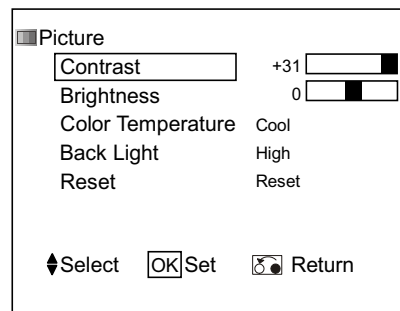 Picture
Contrast +31
Brightness 0
Color Temperature Cool
Back Light High
Reset Reset
Select OK Set Return